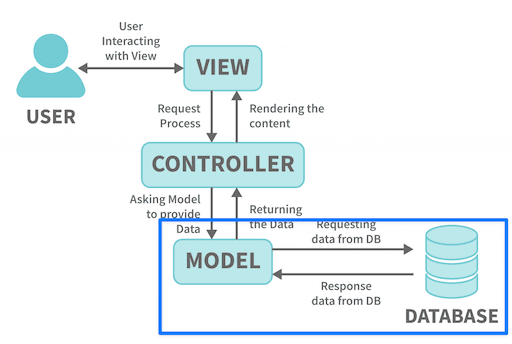 User
Interacting
with View
VIEW
USER
Request
Process
Rendering the
content
CONTROLLER
Asking Model
to provide
Data
Returning
the Data
Requesting
data from DB
MODEL
Response
data from DB
DATABASE